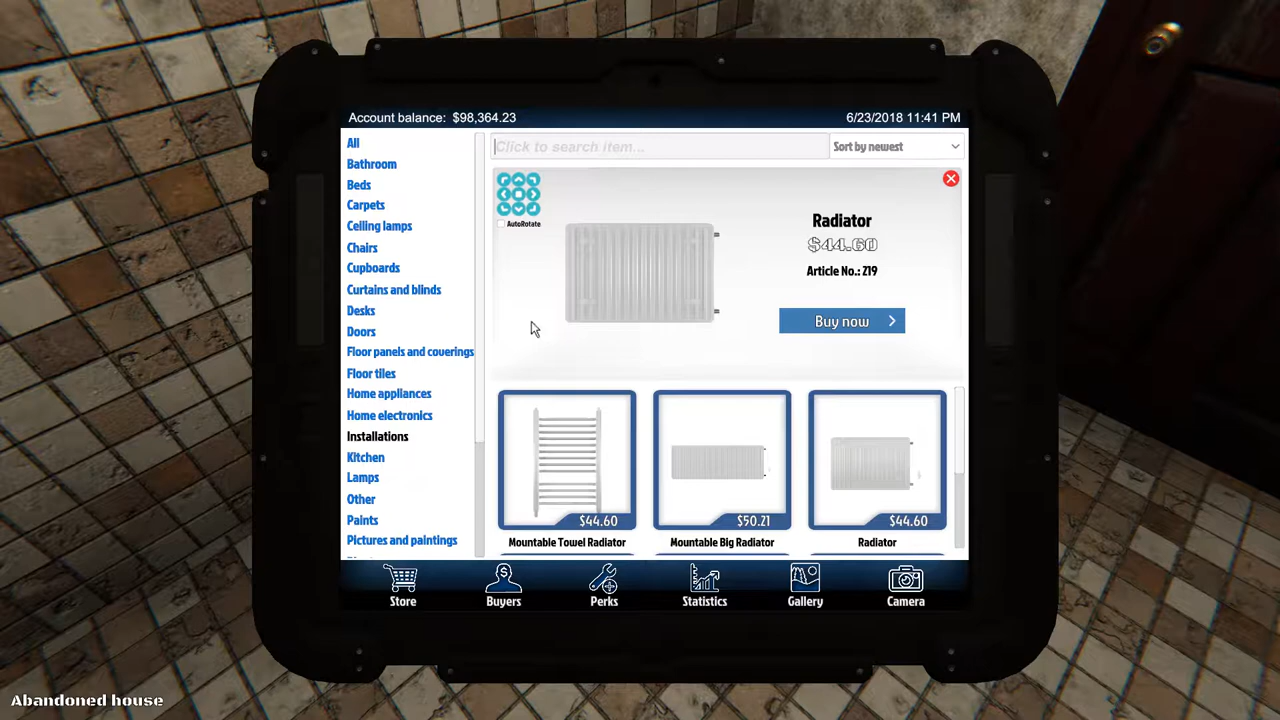 Account balance: $98,364.23
6/23/2018 11:41 PM
All
Bathroom
Beds
Carpets
Ceiling lamps
Chairs
Cupboards
Curtains and blinds
Desks
Doors
Floor panels and coverings
Floor tiles
Home appliances
Home electronics
Installations
Kitchen
Lamps
Other
Paints
Pictures and paintings
Click to search item...
Sort by newest
AutoRotate
Radiator
$44.60
Article No.: Z19
Buy now
$44.60
$50.21
$44.60
Mountable Towel Radiator
Mountable Big Radiator
Radiator
Store
Buyers
Perks
Statistics
Gallery
Camera
Abandoned house